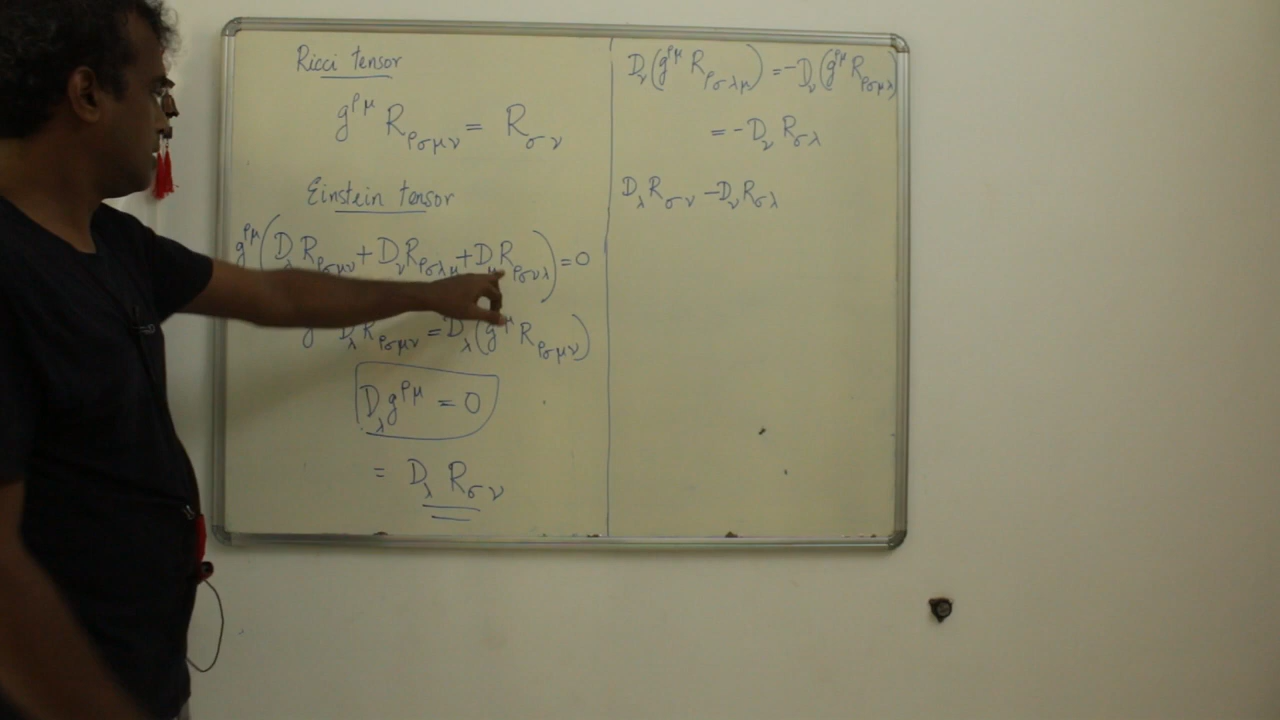 Ricci tensor
g^{ρμ} R_{ρσμν} = R_{σν}
Einstein tensor
g^{ρμ}(D_λ R_{ρσμν} + D_ν R_{ρσλμ} + D_μ R_{ρσνλ}) = 0
g D_λ R_{ρσμν} = D_λ(g^{ρμ} R_{ρσμν})
D_λ g^{ρμ} = 0
= D_λ R_{σν}
D_ν(g^{ρμ} R_{ρσλμ}) = -D_ν(g^{ρμ} R_{ρσμλ})
= -D_ν R_{σλ}
D_λ R_{σν} - D_ν R_{σλ}